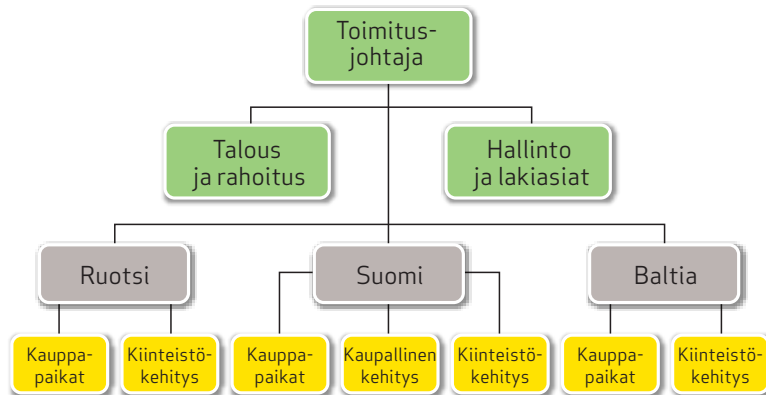 Toimitus-
johtaja
Talous
ja rahoitus
Hallinto
ja lakiasiat
Ruotsi
Suomi
Baltia
Kauppa-
paikat
Kiinteistö-
kehitys
Kauppa-
paikat
Kaupallinen
kehitys
Kiinteistö-
kehitys
Kauppa-
paikat
Kiinteistö-
kehitys